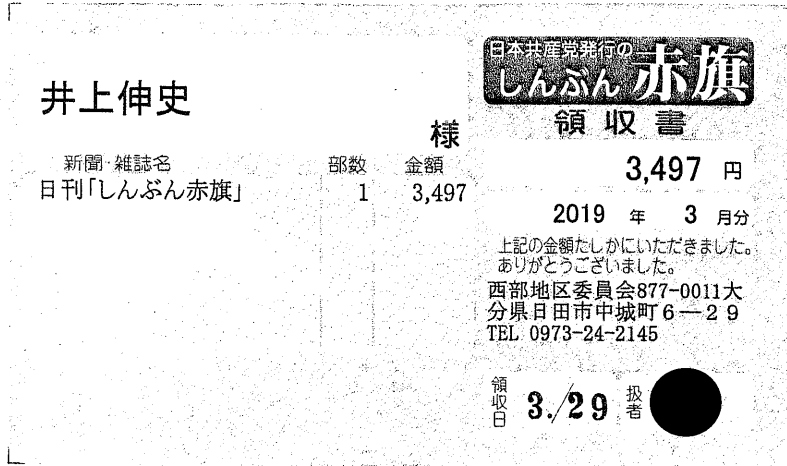 井上伸史
様
新聞・雑誌名 部数 金額
日刊「しんぶん赤旗」 1 3,497
日本共産党発行の
しんぶん赤旗
領収書
3,497 円
2019 年 3 月分
上記の金額たしかにいただきました。
ありがとうございました。
西部地区委員会877-0011大
分県日田市中城町6―29
TEL 0973-24-2145
領収日 3./29 扱者